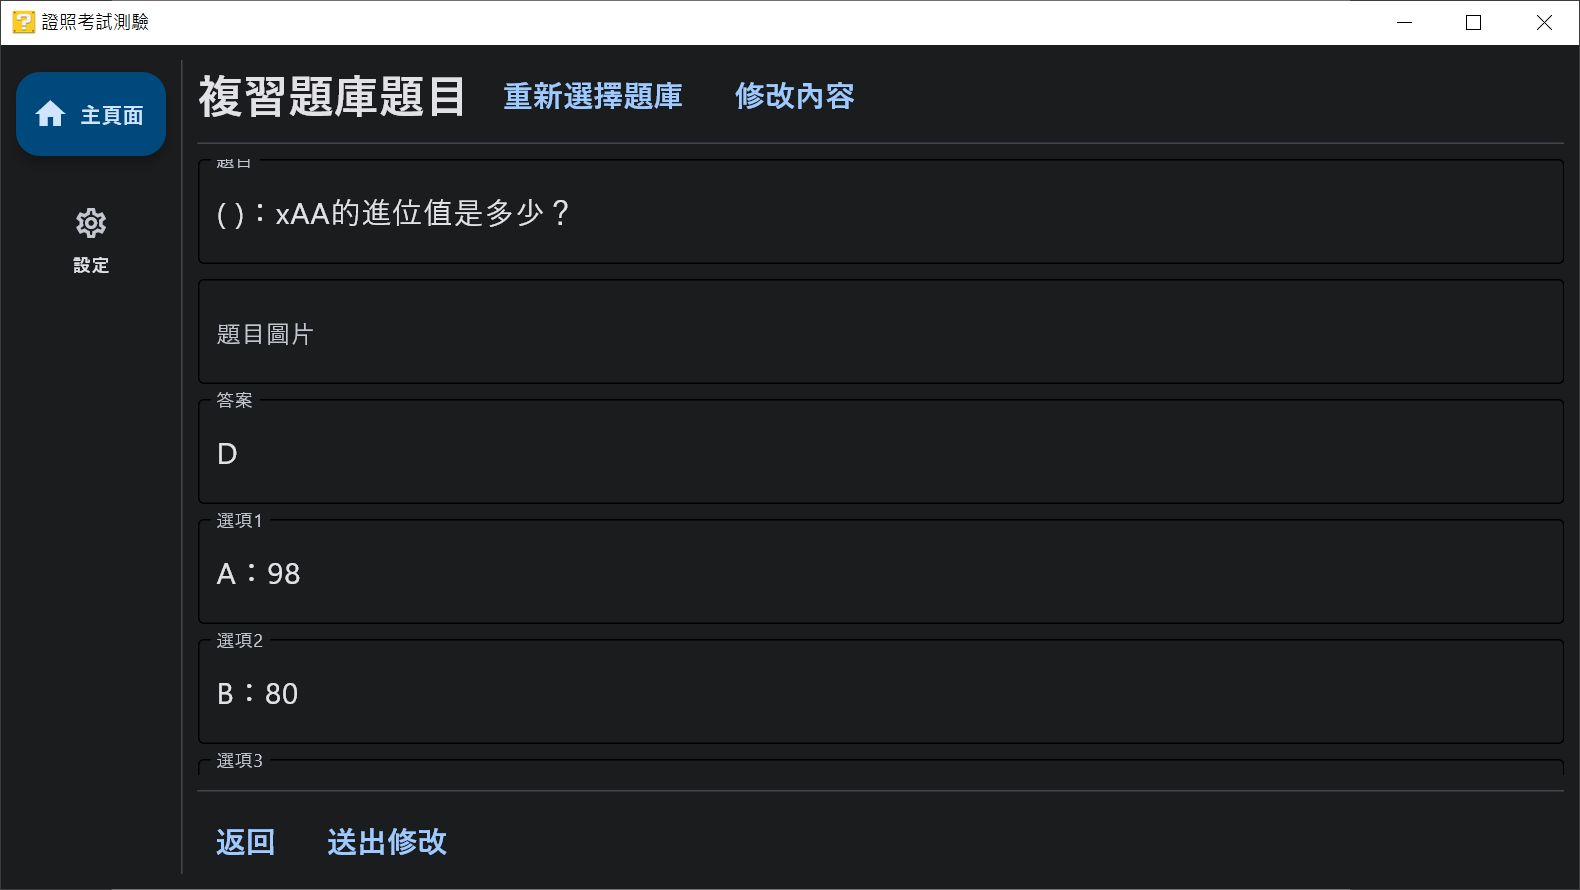 證照考試測驗
主頁面
設定
複習題庫題目 重新選擇題庫 修改內容
題目
( )：xAA的進位值是多少？
題目圖片
答案
D
選項1
A：98
選項2
B：80
選項3
返回 送出修改